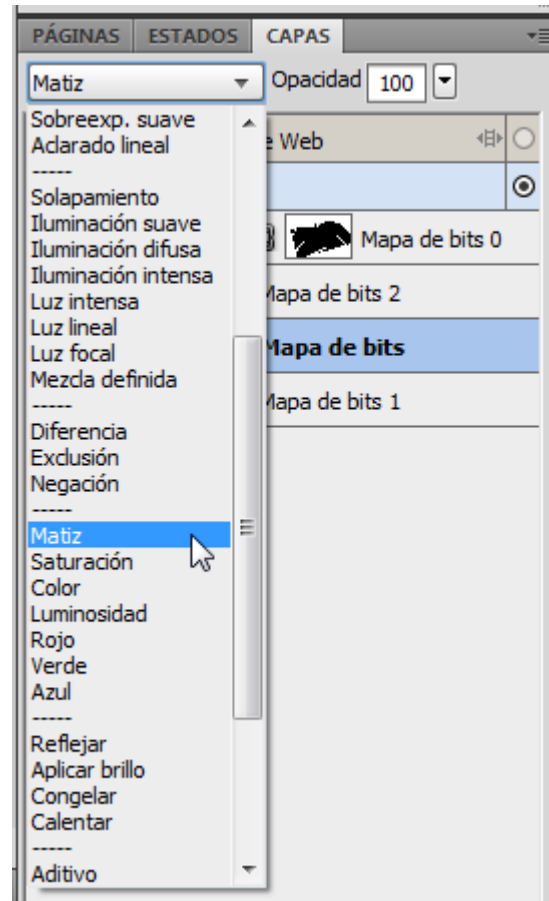 PÁGINAS ESTADOS CAPAS
Matiz Opacidad 100
Sobreexp. suave
Aclarado lineal
e Web
-----
Solapamiento
Iluminación suave
Iluminación difusa
Mapa de bits 0
Iluminación intensa
Luz intensa
Mapa de bits 2
Luz lineal
Luz focal
Mapa de bits
Mezcla definida
-----
Mapa de bits 1
Diferencia
Exclusión
Negación
-----
Matiz
Saturación
Color
Luminosidad
Rojo
Verde
Azul
-----
Reflejar
Aplicar brillo
Congelar
Calentar
-----
Aditivo